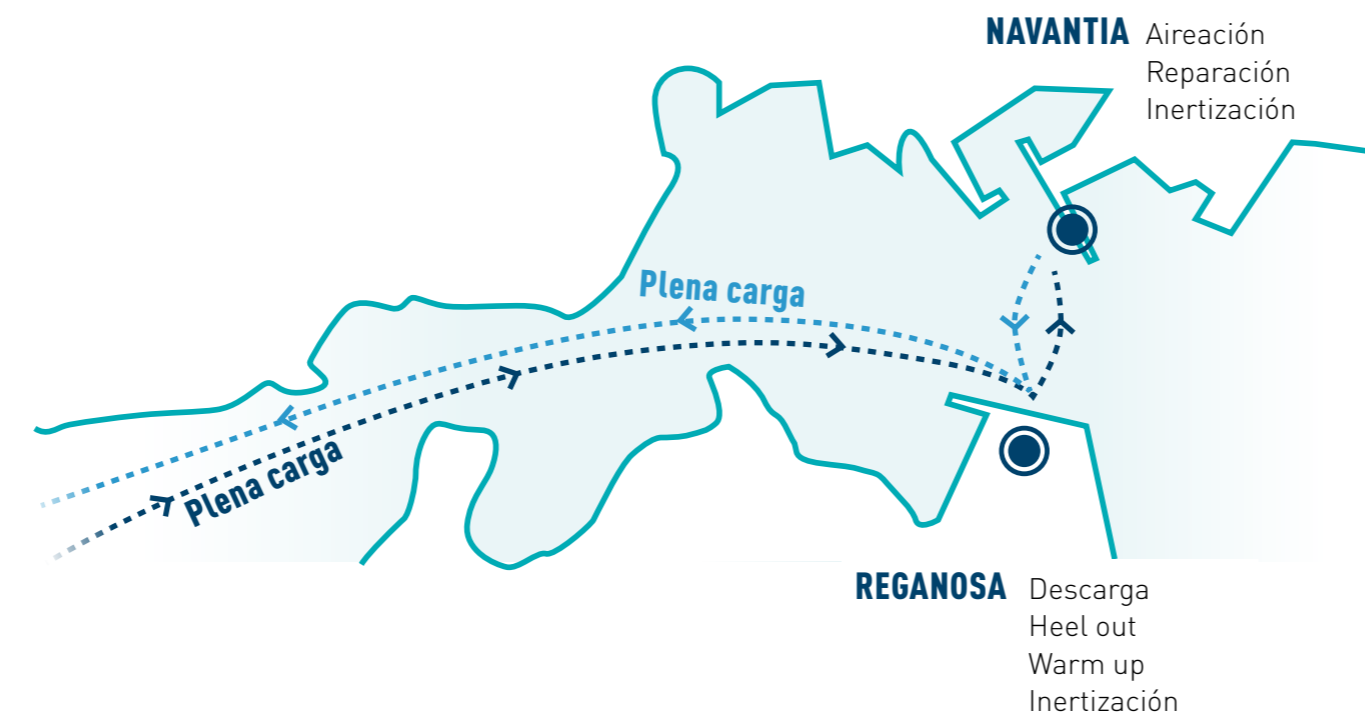 NAVANTIA Aireación
Reparación
Inertización
Plena carga
Plena carga
REGANOSA Descarga
Heel out
Warm up
Inertización